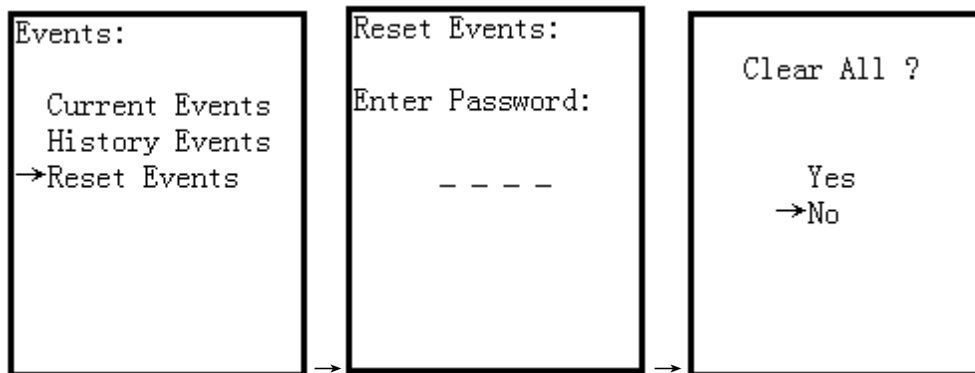 Events:
Current Events
History Events
→Reset Events
→
Reset Events:
Enter Password:
_ _ _ _
→
Clear All ?
Yes
→No